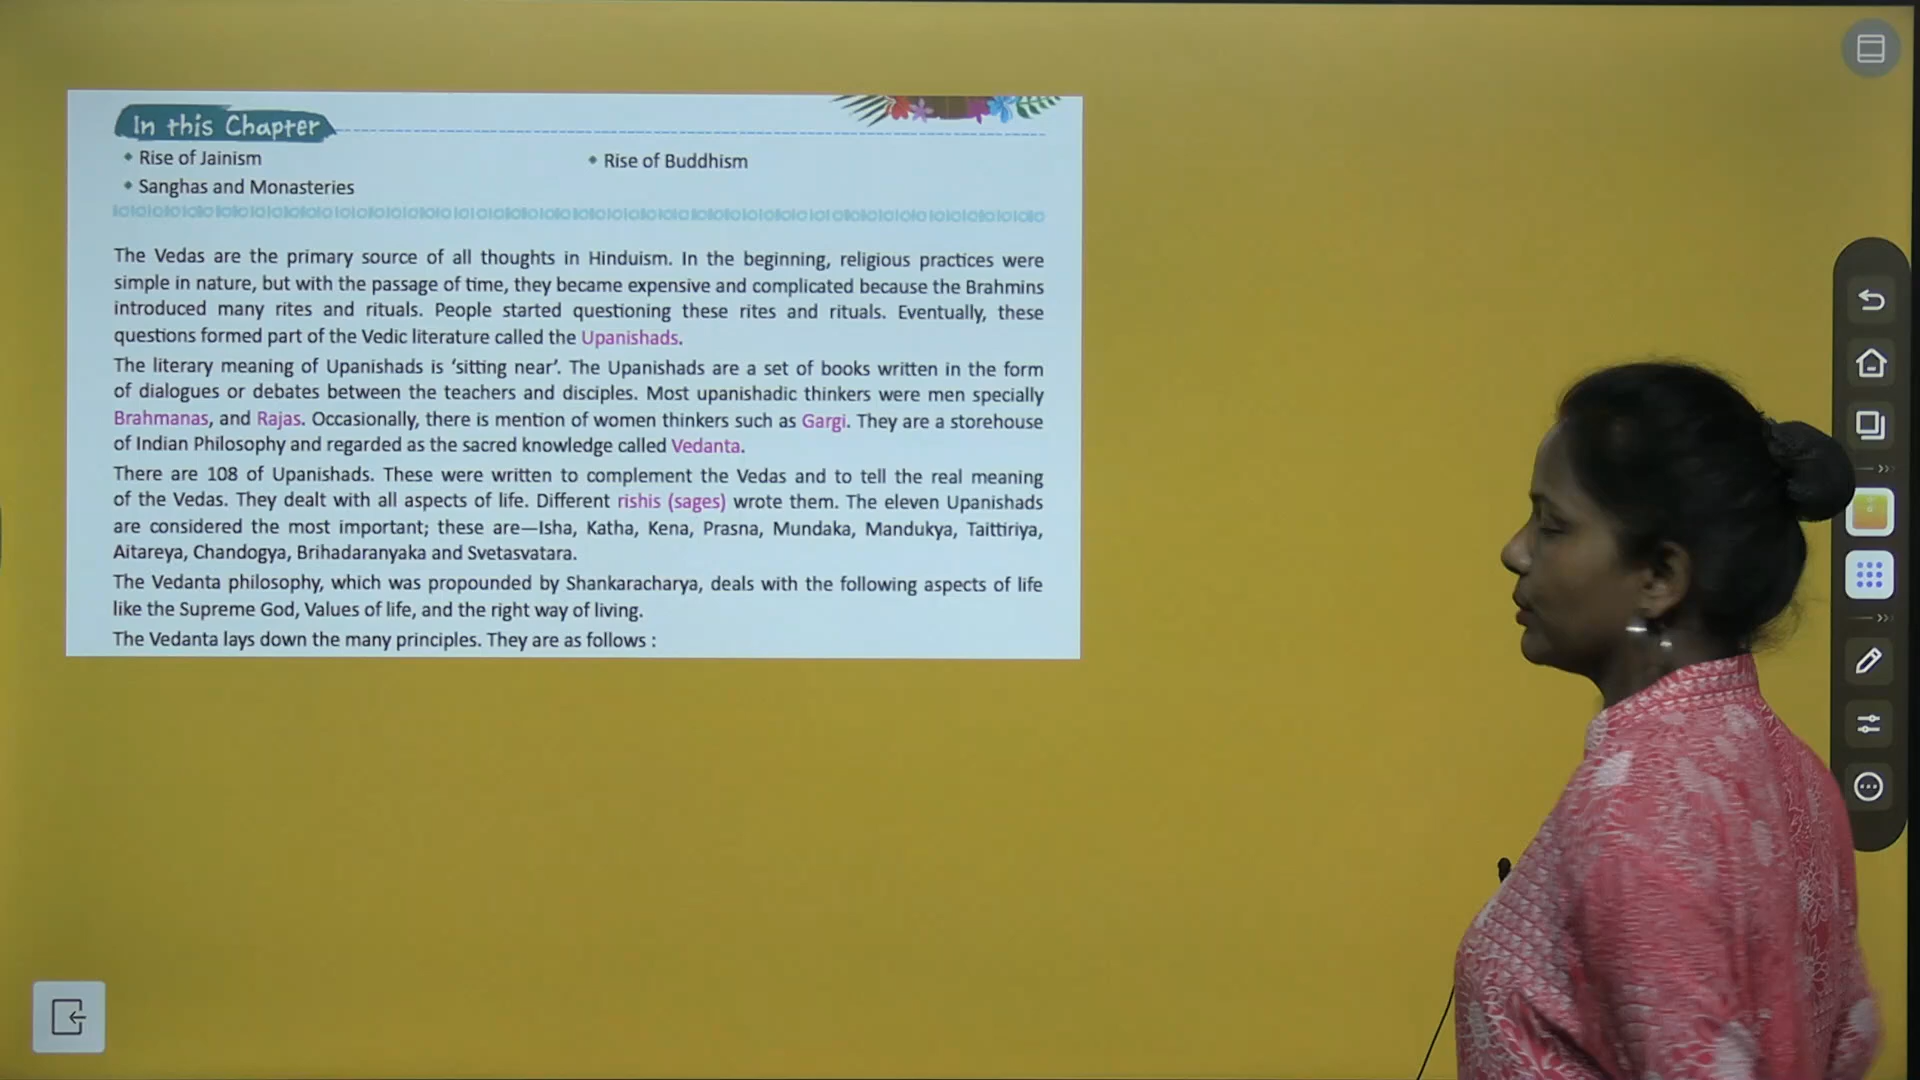 In this Chapter
• Rise of Jainism
• Rise of Buddhism
• Sanghas and Monasteries
The Vedas are the primary source of all thoughts in Hinduism. In the beginning, religious practices were
simple in nature, but with the passage of time, they became expensive and complicated because the Brahmins
introduced many rites and rituals. People started questioning these rites and rituals. Eventually, these
questions formed part of the Vedic literature called the Upanishads.
The literary meaning of Upanishads is ‘sitting near’. The Upanishads are a set of books written in the form
of dialogues or debates between the teachers and disciples. Most upanishadic thinkers were men specially
Brahmanas, and Rajas. Occasionally, there is mention of women thinkers such as Gargi. They are a storehouse
of Indian Philosophy and regarded as the sacred knowledge called Vedanta.
There are 108 of Upanishads. These were written to complement the Vedas and to tell the real meaning
of the Vedas. They dealt with all aspects of life. Different rishis (sages) wrote them. The eleven Upanishads
are considered the most important; these are—Isha, Katha, Kena, Prasna, Mundaka, Mandukya, Taittiriya,
Aitareya, Chandogya, Brihadaranyaka and Svetasvatara.
The Vedanta philosophy, which was propounded by Shankaracharya, deals with the following aspects of life
like the Supreme God, Values of life, and the right way of living.
The Vedanta lays down the many principles. They are as follows :